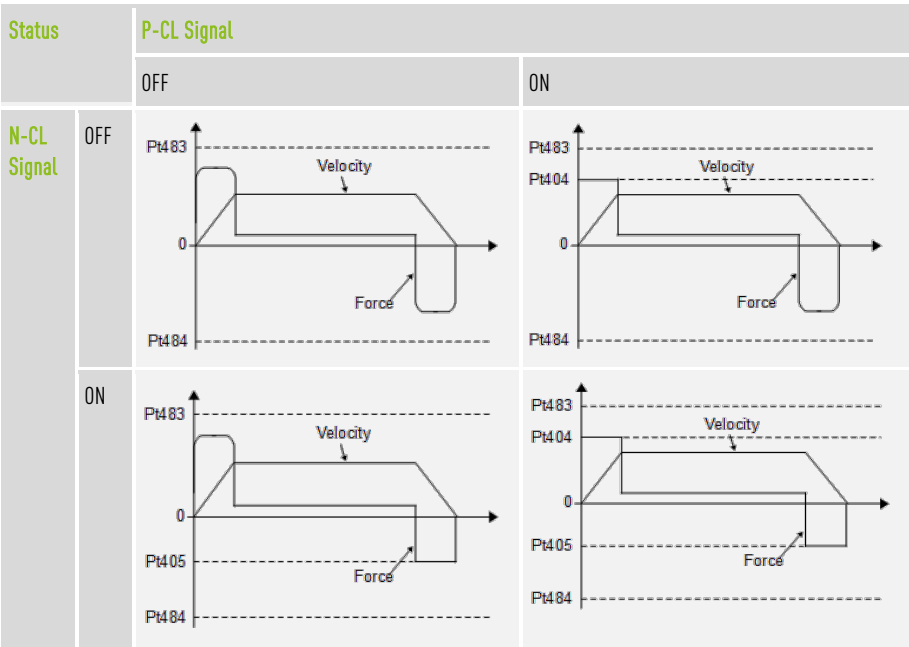 Status
P-CL Signal
OFF
ON
N-CL
Signal
OFF
Pt483
Velocity
0
Force
Pt484
Pt483
Pt404
Velocity
0
Force
Pt484
ON
Pt483
Velocity
0
Pt405
Force
Pt484
Pt483
Pt404
Velocity
0
Pt405
Force
Pt484